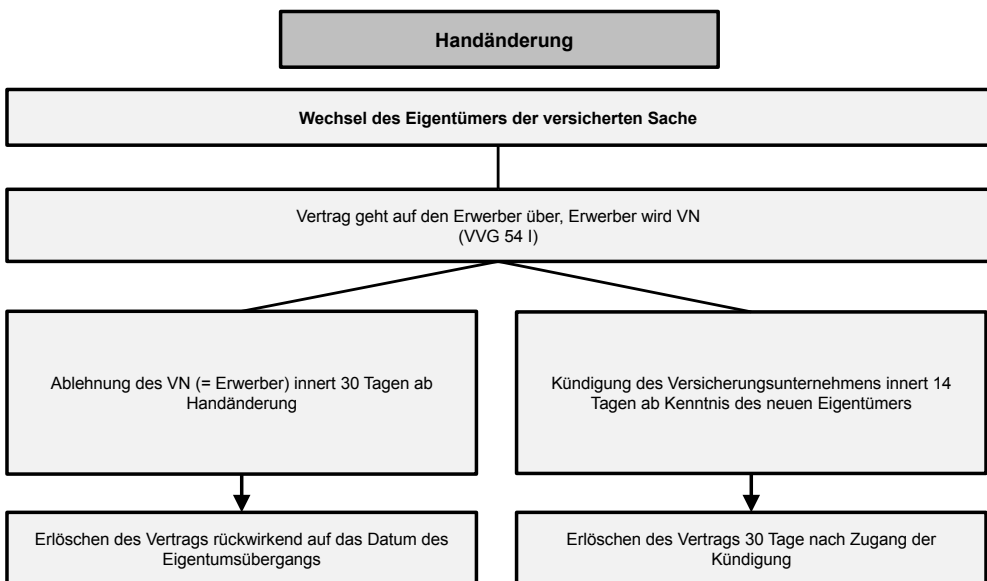 Handänderung
Wechsel des Eigentümers der versicherten Sache
Vertrag geht auf den Erwerber über, Erwerber wird VN
(VVG 54 I)
Ablehnung des VN (= Erwerber) innert 30 Tagen ab
Handänderung
Kündigung des Versicherungsunternehmens innert 14
Tagen ab Kenntnis des neuen Eigentümers
Erlöschen des Vertrags rückwirkend auf das Datum des
Eigentumsübergangs
Erlöschen des Vertrags 30 Tage nach Zugang der
Kündigung